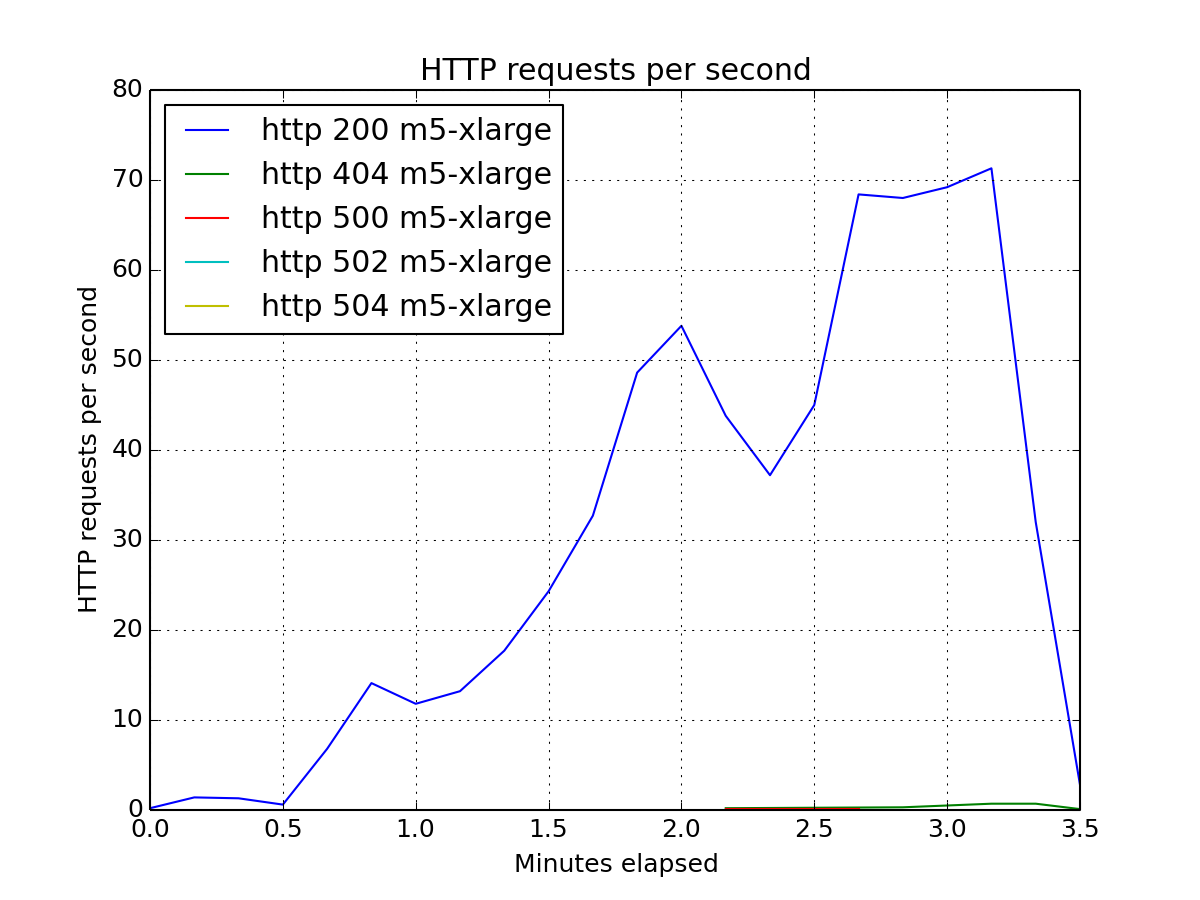 HTTP requests per second
80
70
60
50
40
30
20
10
0
HTTP requests per second
http 200 m5-xlarge
http 404 m5-xlarge
http 500 m5-xlarge
http 502 m5-xlarge
http 504 m5-xlarge
0.0 0.5 1.0 1.5 2.0 2.5 3.0 3.5
Minutes elapsed